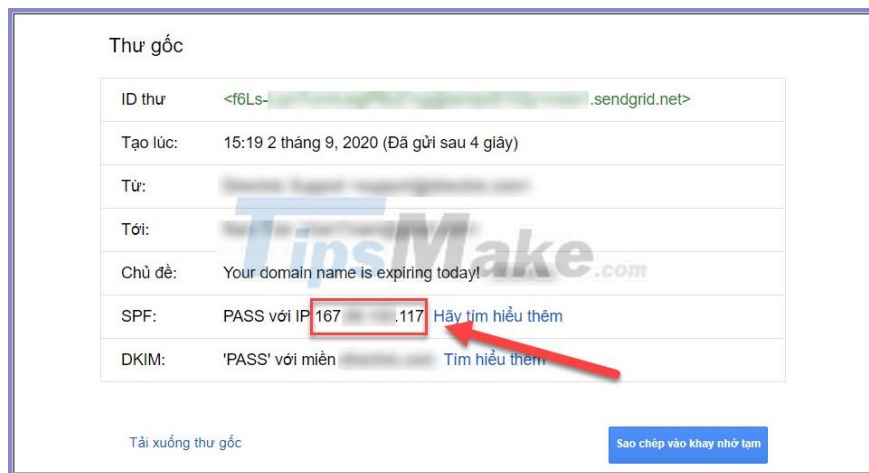 Thư gốc
ID thư <f6Ls- .sendgrid.net>
Tạo lúc: 15:19 2 tháng 9, 2020 (Đã gửi sau 4 giây)
Từ:
Tới:
TipsMake.com
Chủ đề: Your domain name is expiring today!
SPF: PASS với IP 167. .117 Hãy tìm hiểu thêm
DKIM: 'PASS' với miền Tìm hiểu thêm
Tải xuống thư gốc
Sao chép vào khay nhớ tạm